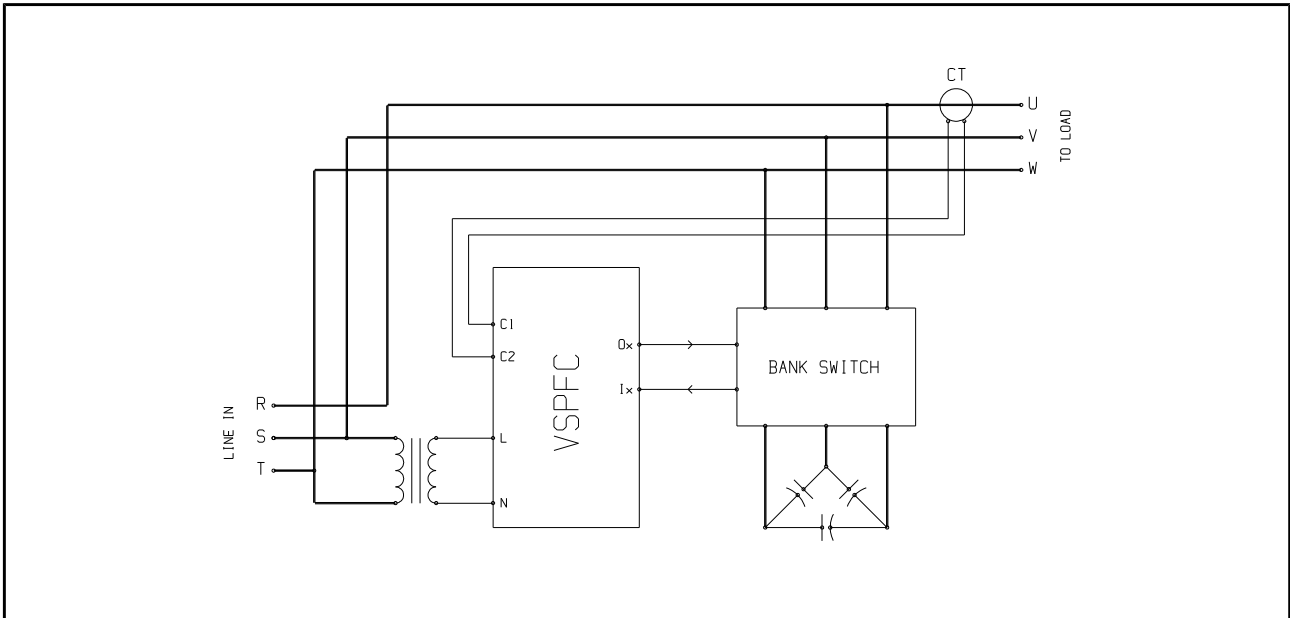 CT
U
V
W
TO LOAD
C1
C2
Ox
Ix
VSPFC
BANK SWITCH
LINE IN
R
S
T
L
N